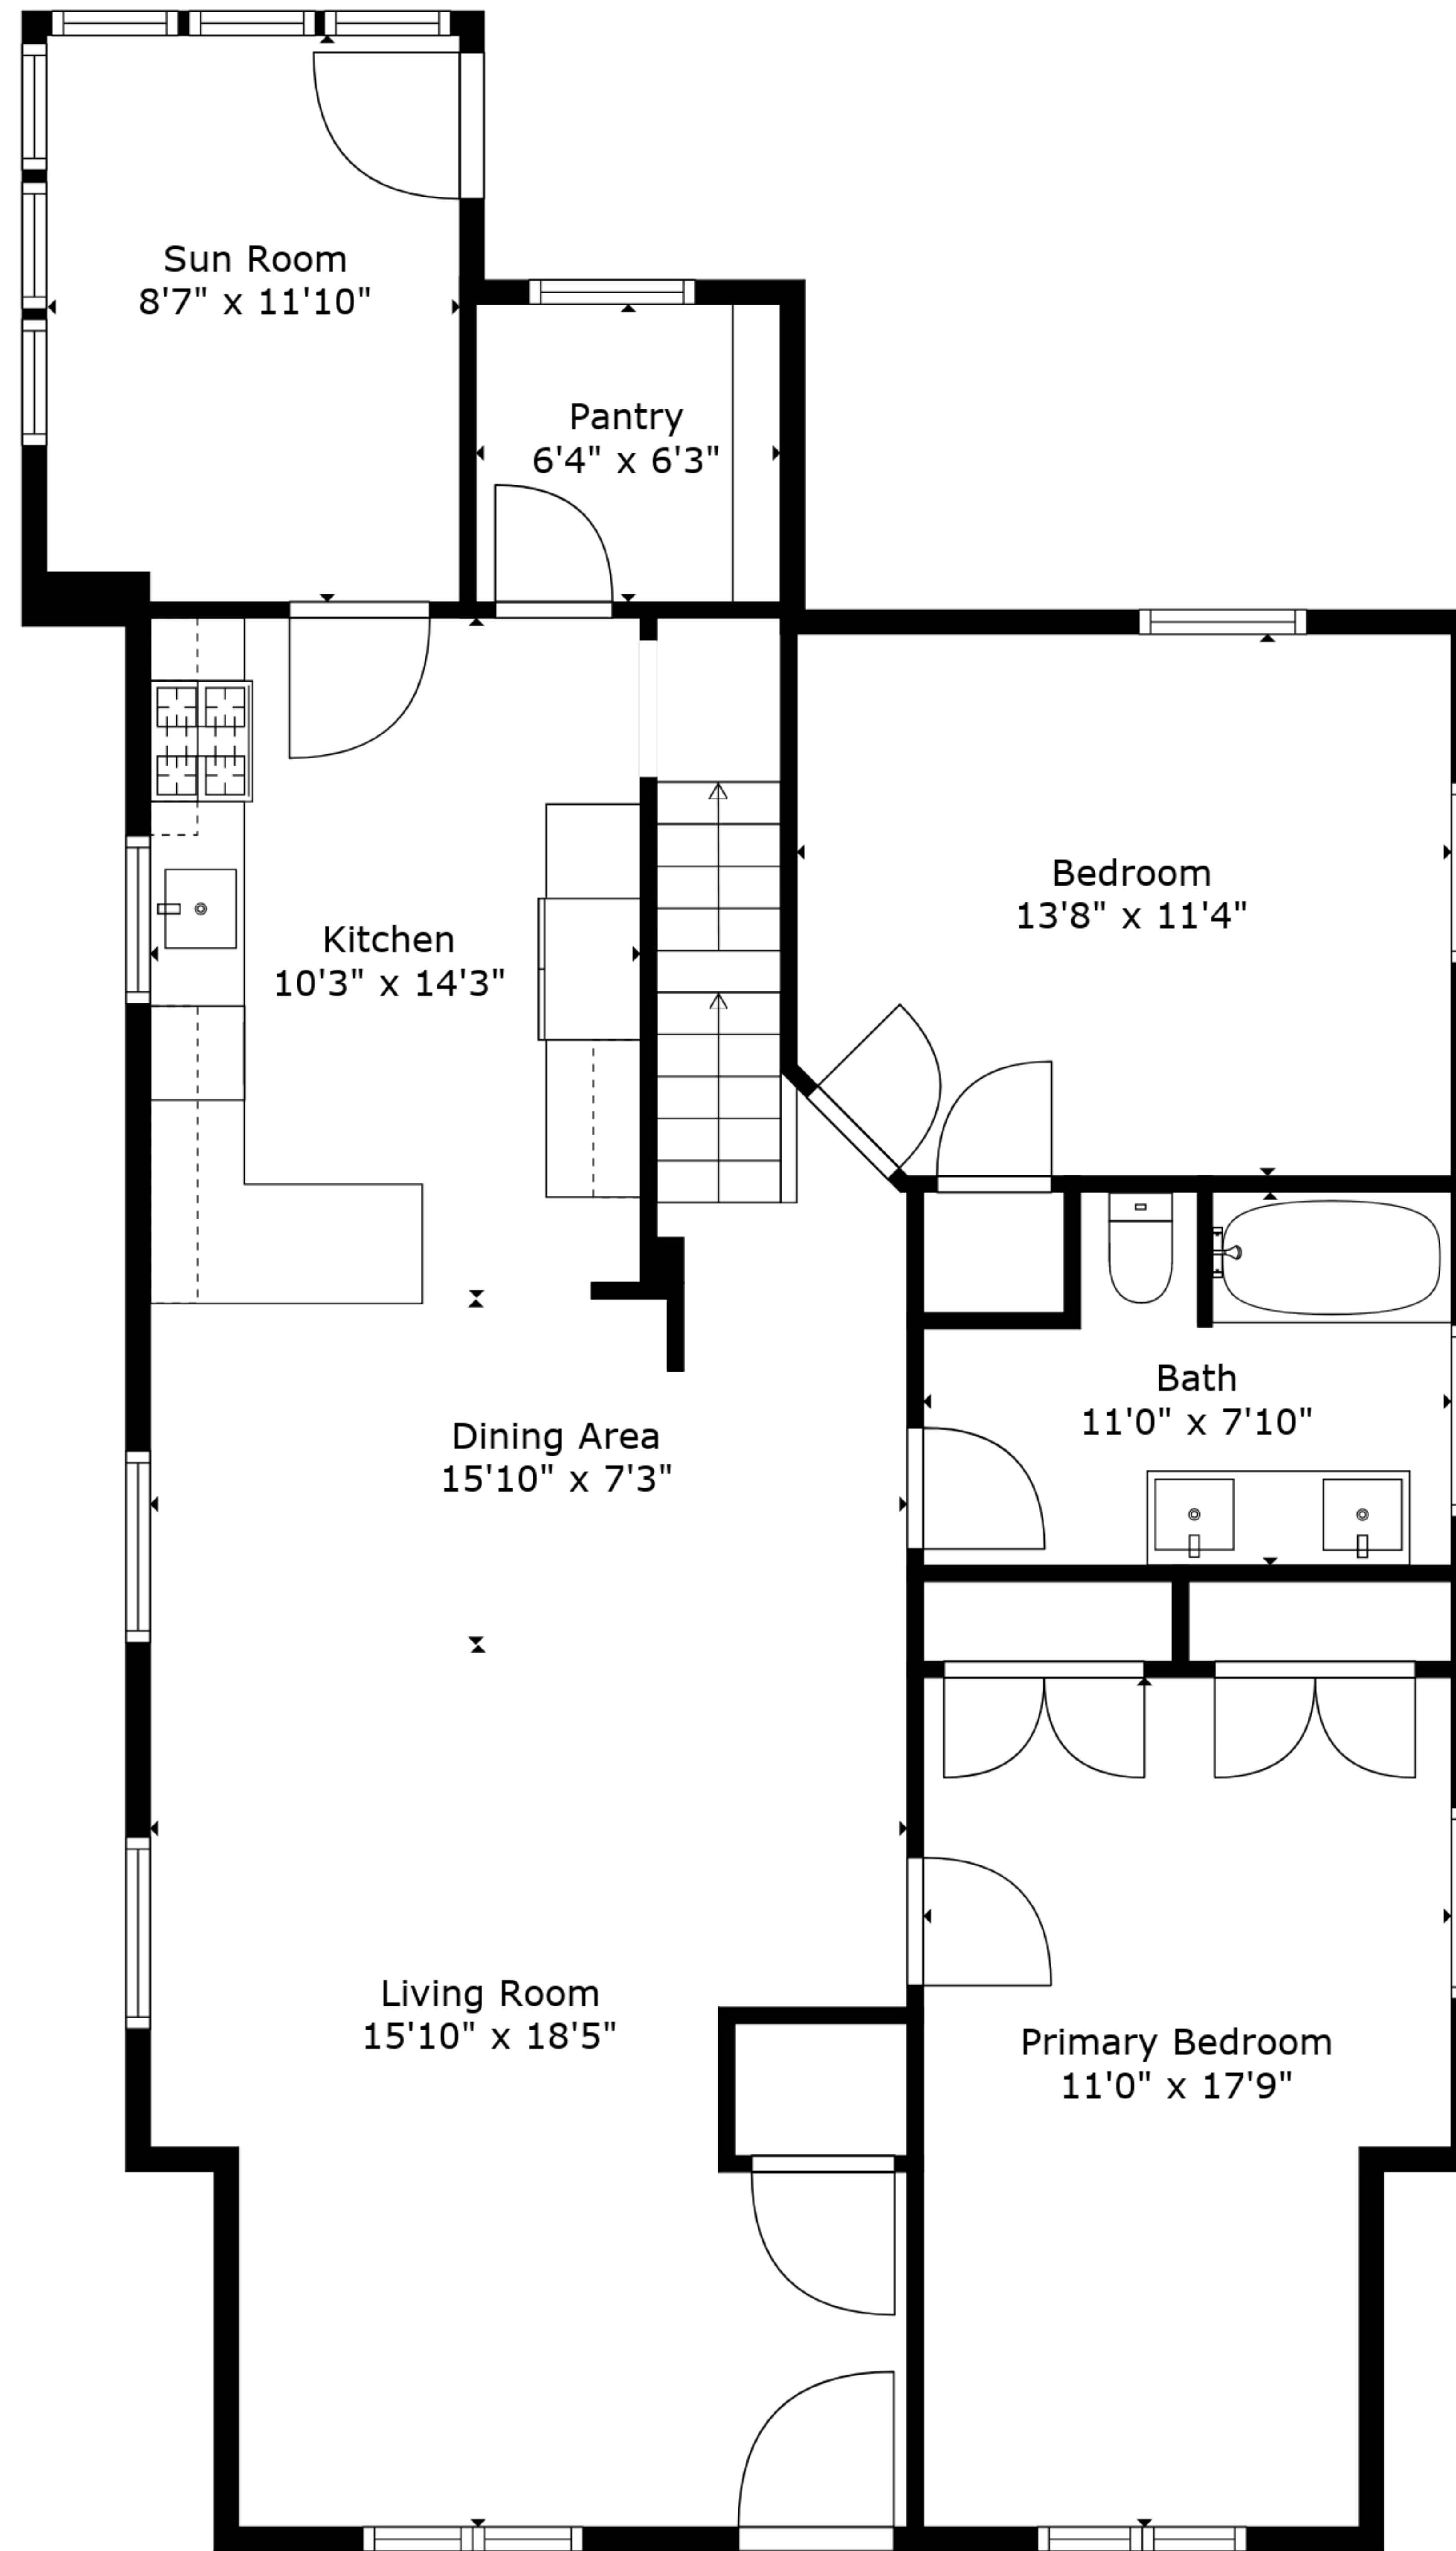 Sun Room
8'7" x 11'10"
Pantry
6'4" x 6'3"
Bedroom
13'8" x 11'4"
Kitchen
10'3" x 14'3"
Bath
11'0" x 7'10"
Dining Area
15'10" x 7'3"
Living Room
15'10" x 18'5"
Primary Bedroom
11'0" x 17'9"